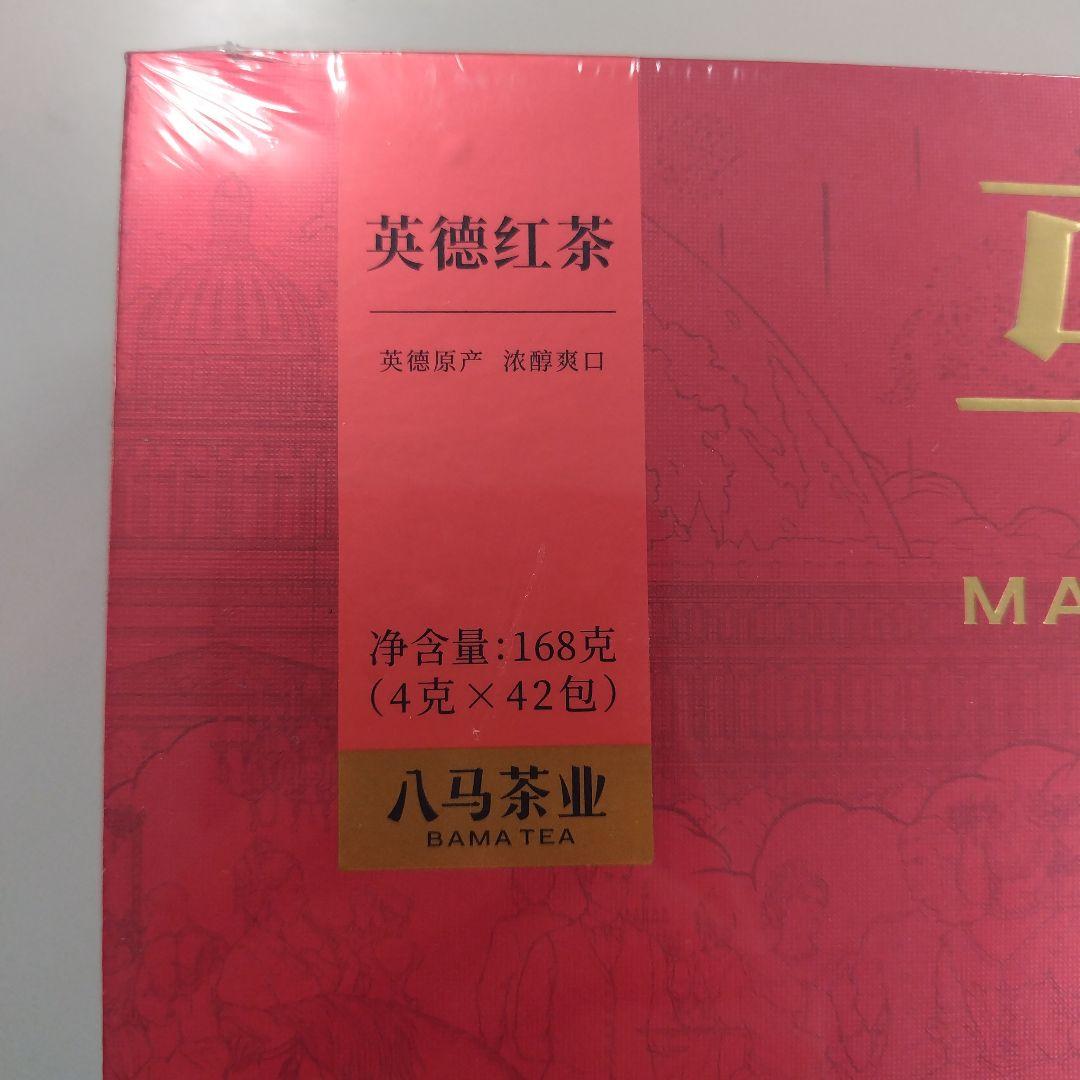 英德红茶
英德原产 浓醇爽口
净含量:168克
(4克×42包)
八马茶业
BAMA TEA
MA